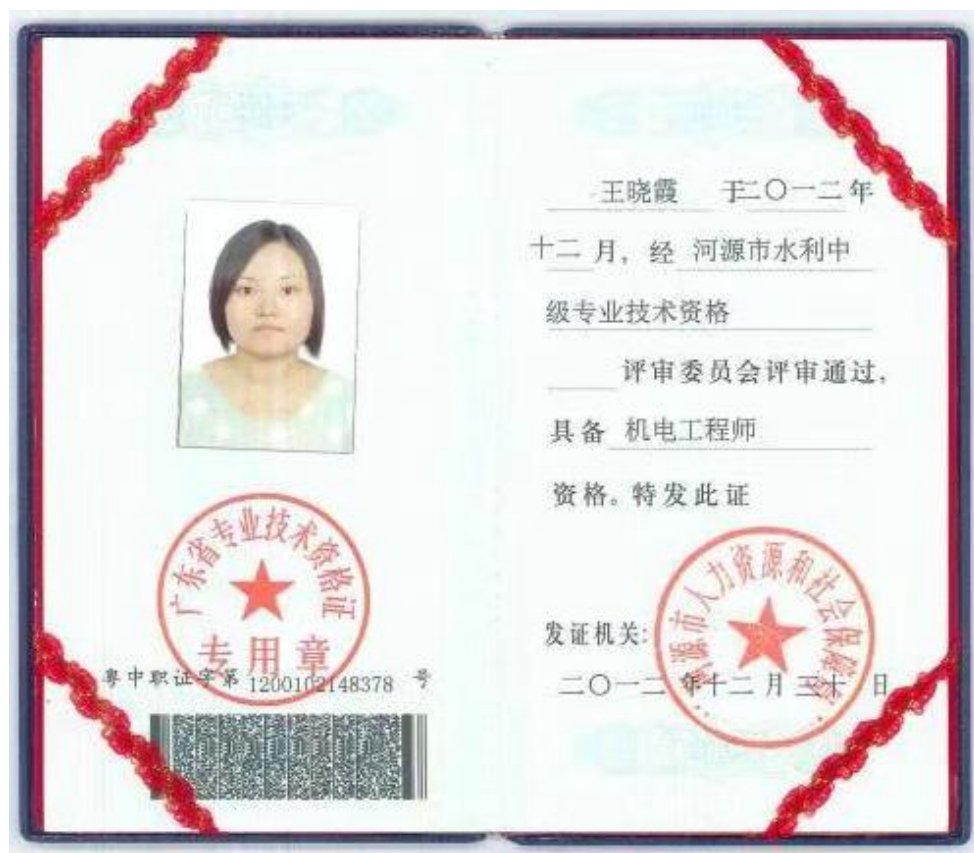 广东省专业技术资格证
专用章
粤中职证字第 1200102148378 号
王晓霞 于二〇一二年
十二月，经 河源市水利中
级专业技术资格
评审委员会评审通过，
具备 机电工程师
资格。特发此证
河源市人力资源和社会保障局
发证机关：
二〇一二年十二月三十日